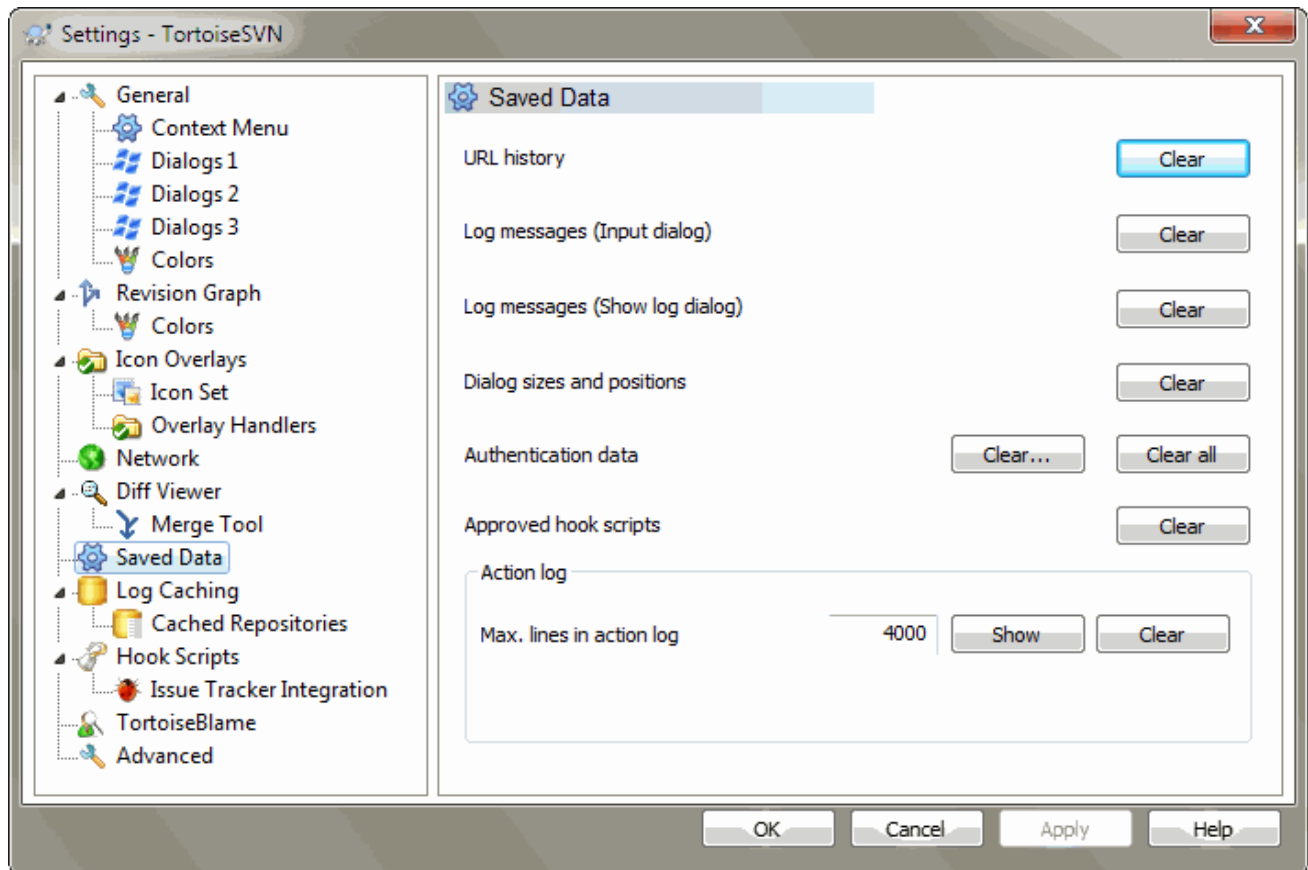 Settings - TortoiseSVN
General
Context Menu
Dialogs 1
Dialogs 2
Dialogs 3
Colors
Revision Graph
Colors
Icon Overlays
Icon Set
Overlay Handlers
Network
Diff Viewer
Merge Tool
Saved Data
Log Caching
Cached Repositories
Hook Scripts
Issue Tracker Integration
TortoiseBlame
Advanced
Saved Data
URL history Clear
Log messages (Input dialog) Clear
Log messages (Show log dialog) Clear
Dialog sizes and positions Clear
Authentication data Clear... Clear all
Approved hook scripts Clear
Action log
Max. lines in action log 4000 Show Clear
OK Cancel Apply Help